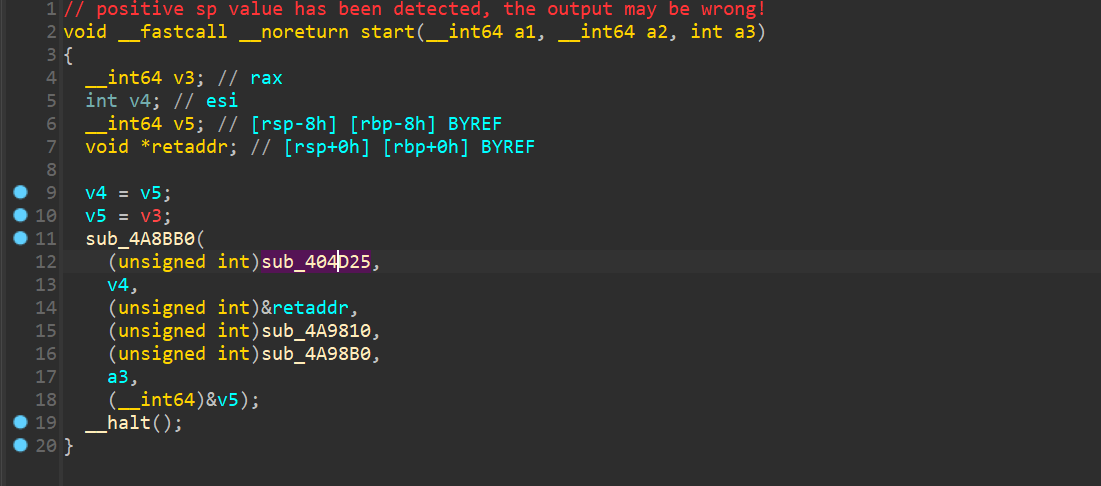 1 // positive sp value has been detected, the output may be wrong!
2 void __fastcall __noreturn start(__int64 a1, __int64 a2, int a3)
3 {
4   __int64 v3; // rax
5   int v4; // esi
6   __int64 v5; // [rsp-8h] [rbp-8h] BYREF
7   void *retaddr; // [rsp+0h] [rbp+0h] BYREF
8
9   v4 = v5;
10   v5 = v3;
11   sub_4A8BB0(
12     (unsigned int)sub_404D25,
13     v4,
14     (unsigned int)&retaddr,
15     (unsigned int)sub_4A9810,
16     (unsigned int)sub_4A98B0,
17     a3,
18     (__int64)&v5);
19   __halt();
20 }